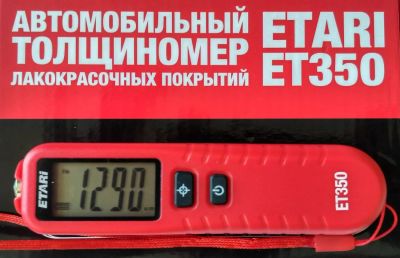 АВТОМОБИЛЬНЫЙ
ТОЛЩИНОМЕР
ЛАКОКРАСОЧНЫХ ПОКРЫТИЙ
ETARI
ET350
ETARI
1290
ET350